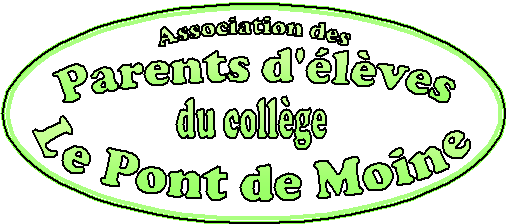 Association des
Parents d'élèves
du collège
Le Pont de Moine